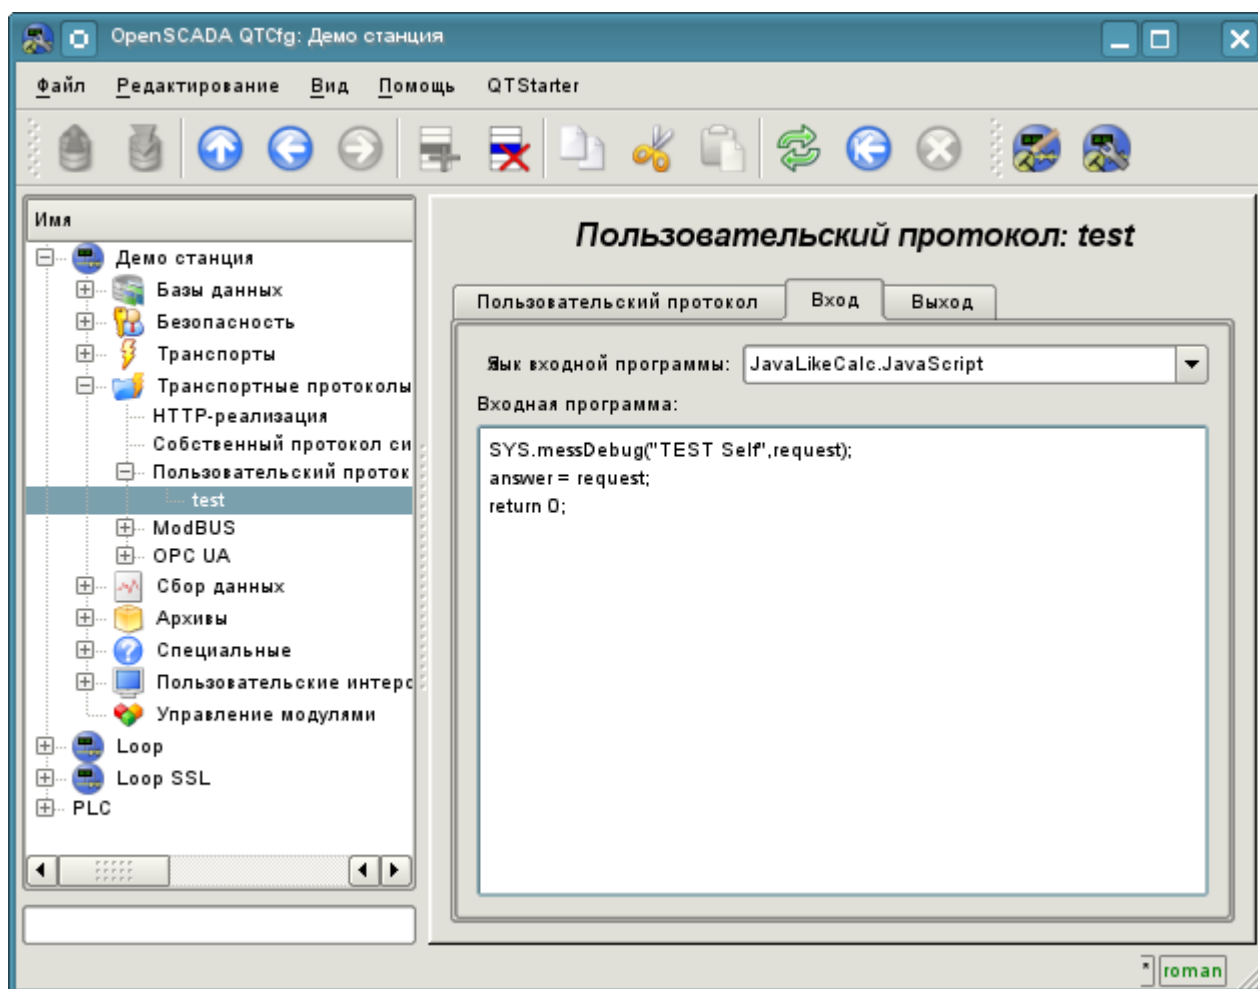 OpenSCADA QTCfg: Демо станция
Файл Редактирование Вид Помощь QTStarter
Имя
Демо станция
Базы данных
Безопасность
Транспорты
Транспортные протоколы
HTTP-реализация
Собственный протокол си
Пользовательский проток
test
ModBUS
OPC UA
Сбор данных
Архивы
Специальные
Пользовательские интерс
Управление модулями
Loop
Loop SSL
PLC
Пользовательский протокол: test
Пользовательский протокол Вход Выход
Язык входной программы: JavaLikeCalc.JavaScript
Входная программа:
SYS.messDebug("TEST Self",request);
answer = request;
return 0;
* roman